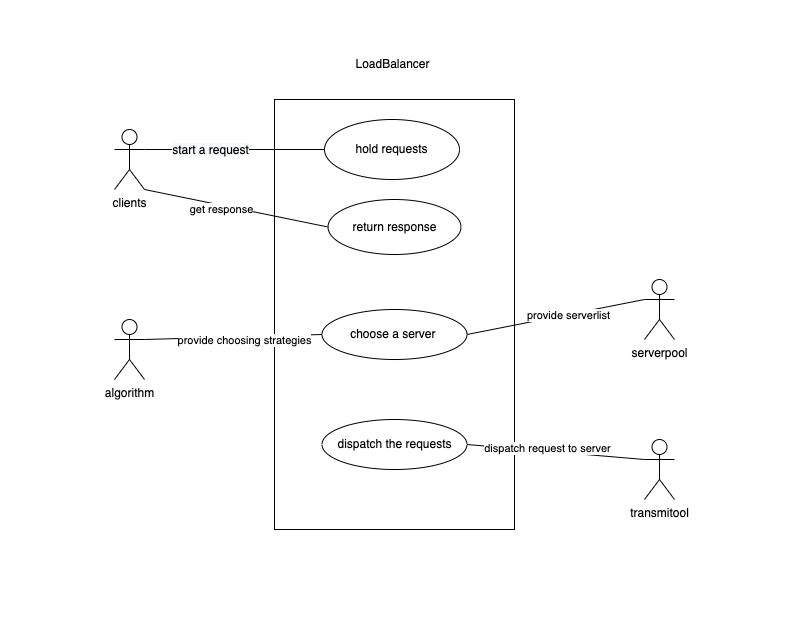 LoadBalancer
start a request
hold requests
clients
get response
return response
provide serverlist
provide choosing strategies
choose a server
serverpool
algorithm
dispatch the requests
dispatch request to server
transmitool